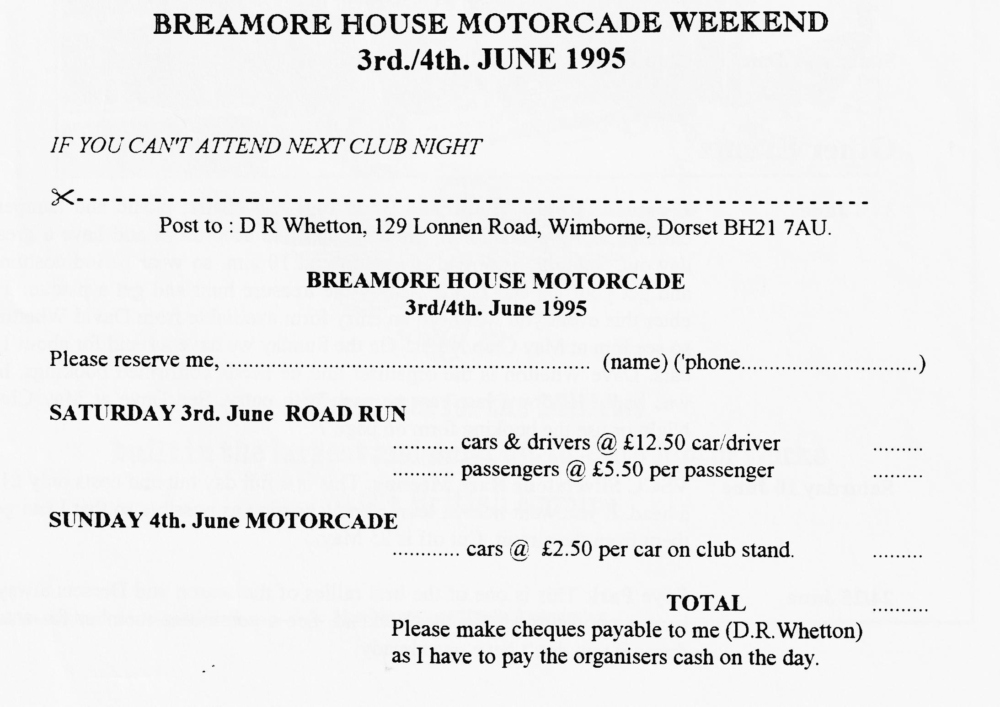 BREAMORE HOUSE MOTORCADE WEEKEND
3rd./4th. JUNE 1995
IF YOU CAN'T ATTEND NEXT CLUB NIGHT
Post to : D R Whetton, 129 Lonnen Road, Wimborne, Dorset BH21 7AU.
BREAMORE HOUSE MOTORCADE
3rd/4th. June 1995
Please reserve me, ................................................................ (name) ('phone...............................)
SATURDAY 3rd. June ROAD RUN
........... cars & drivers @ £12.50 car/driver .........
........... passengers @ £5.50 per passenger .........
SUNDAY 4th. June MOTORCADE
............ cars @ £2.50 per car on club stand. .........
TOTAL ..........
Please make cheques payable to me (D.R.Whetton)
as I have to pay the organisers cash on the day.